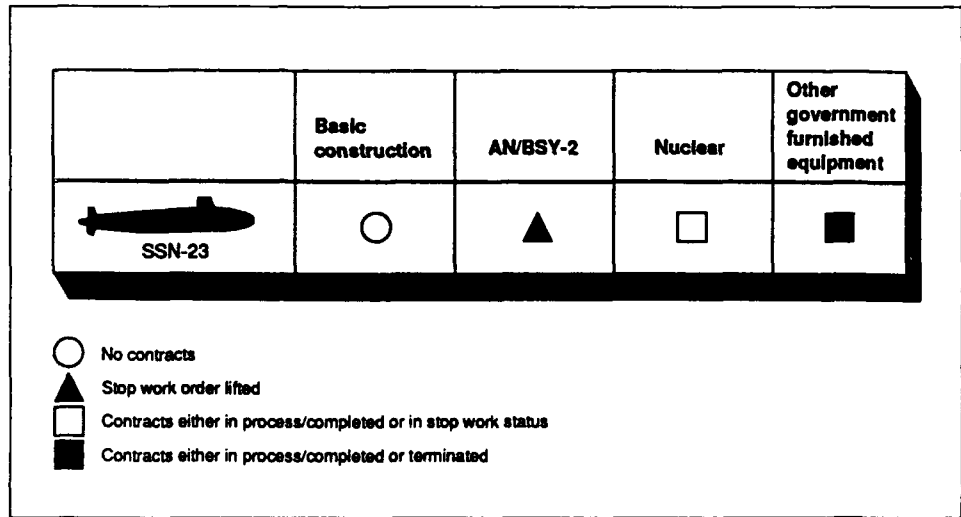 Basic
construction
AN/BSY-2
Nuclear
Other
government
furnished
equipment
SSN-23
No contracts
Stop work order lifted
Contracts either in process/completed or in stop work status
Contracts either in process/completed or terminated